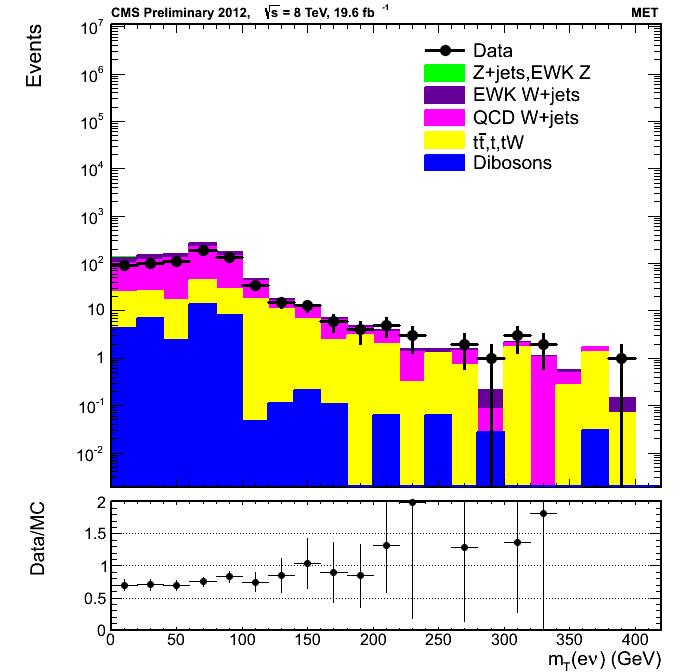 CMS Preliminary 2012, √s = 8 TeV, 19.6 fb⁻¹ MET
Events
10⁷
10⁶
10⁵
10⁴
10³
10²
10
1
10⁻¹
10⁻²
Data
Z+jets,EWK Z
EWK W+jets
QCD W+jets
tt̄,t,tW
Dibosons
Data/MC
2
1.5
1
0.5
0
0 50 100 150 200 250 300 350 400
m_T(eν) (GeV)